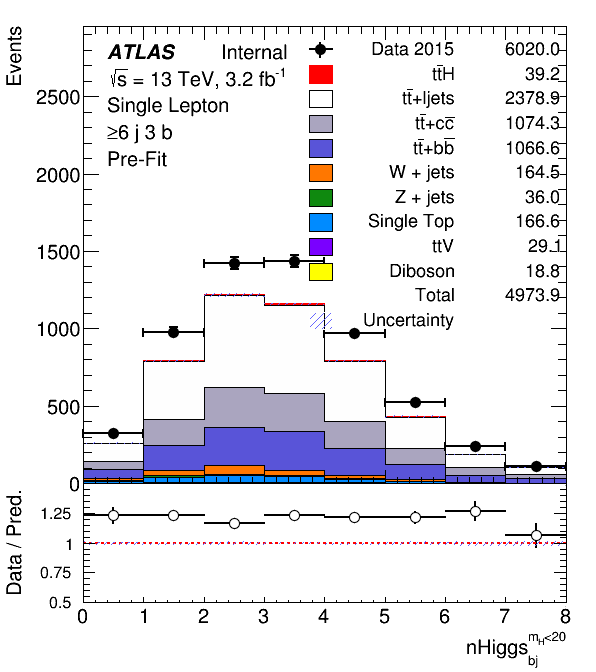 Events
ATLAS Internal
√s = 13 TeV, 3.2 fb⁻¹
Single Lepton
≥6 j 3 b
Pre-Fit
Data 2015 6020.0
tt̄H 39.2
tt̄+ljets 2378.9
tt̄+cc̄ 1074.3
tt̄+bb̄ 1066.6
W + jets 164.5
Z + jets 36.0
Single Top 166.6
ttV 29.1
Diboson 18.8
Total 4973.9
Uncertainty
2500
2000
1500
1000
500
0
Data / Pred.
1.25
1
0.75
0.5
0 1 2 3 4 5 6 7 8
nHiggs_bj^{m_H<20}